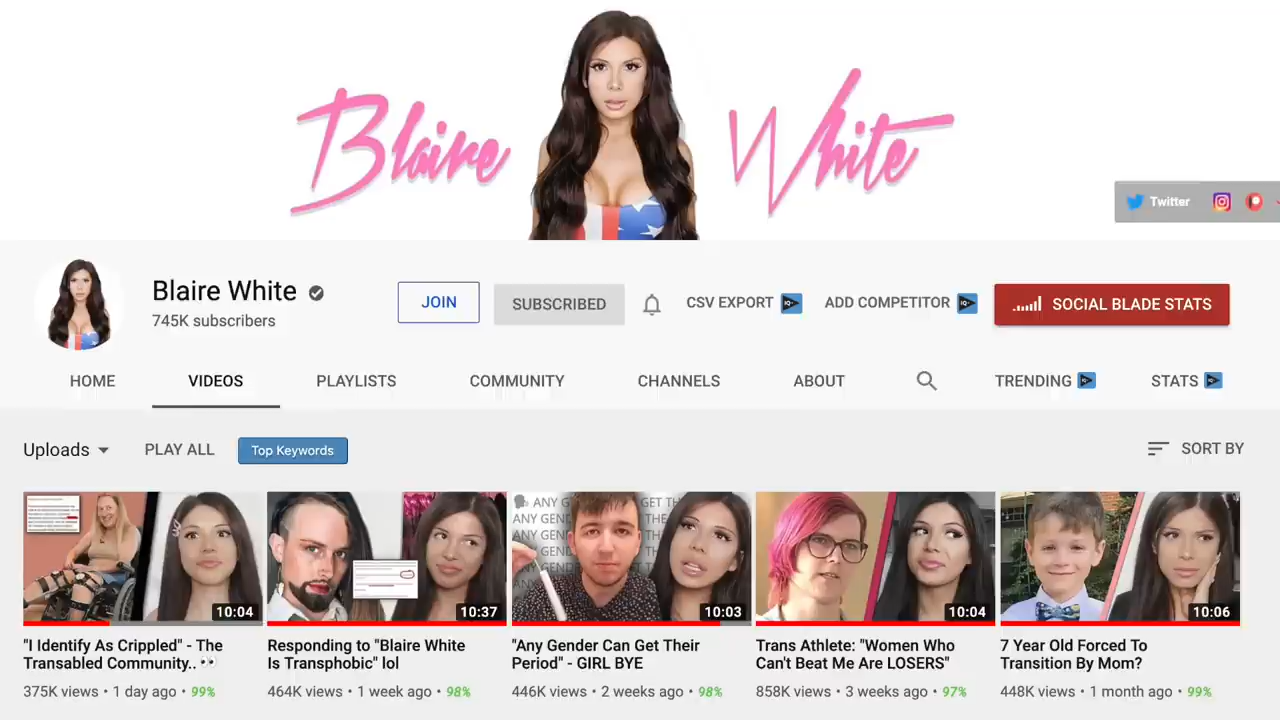 Blaire White
Twitter
Blaire White
745K subscribers
JOIN
SUBSCRIBED
CSV EXPORT
ADD COMPETITOR
SOCIAL BLADE STATS
HOME
VIDEOS
PLAYLISTS
COMMUNITY
CHANNELS
ABOUT
TRENDING
STATS
Uploads
PLAY ALL
Top Keywords
SORT BY
10:04
10:37
10:03
10:04
10:06
"I Identify As Crippled" - The
Transabled Community.. 👀
375K views • 1 day ago • 99%
Responding to "Blaire White
Is Transphobic" lol
464K views • 1 week ago • 98%
"Any Gender Can Get Their
Period" - GIRL BYE
446K views • 2 weeks ago • 98%
Trans Athlete: "Women Who
Can't Beat Me Are LOSERS"
858K views • 3 weeks ago • 97%
7 Year Old Forced To
Transition By Mom?
448K views • 1 month ago • 99%